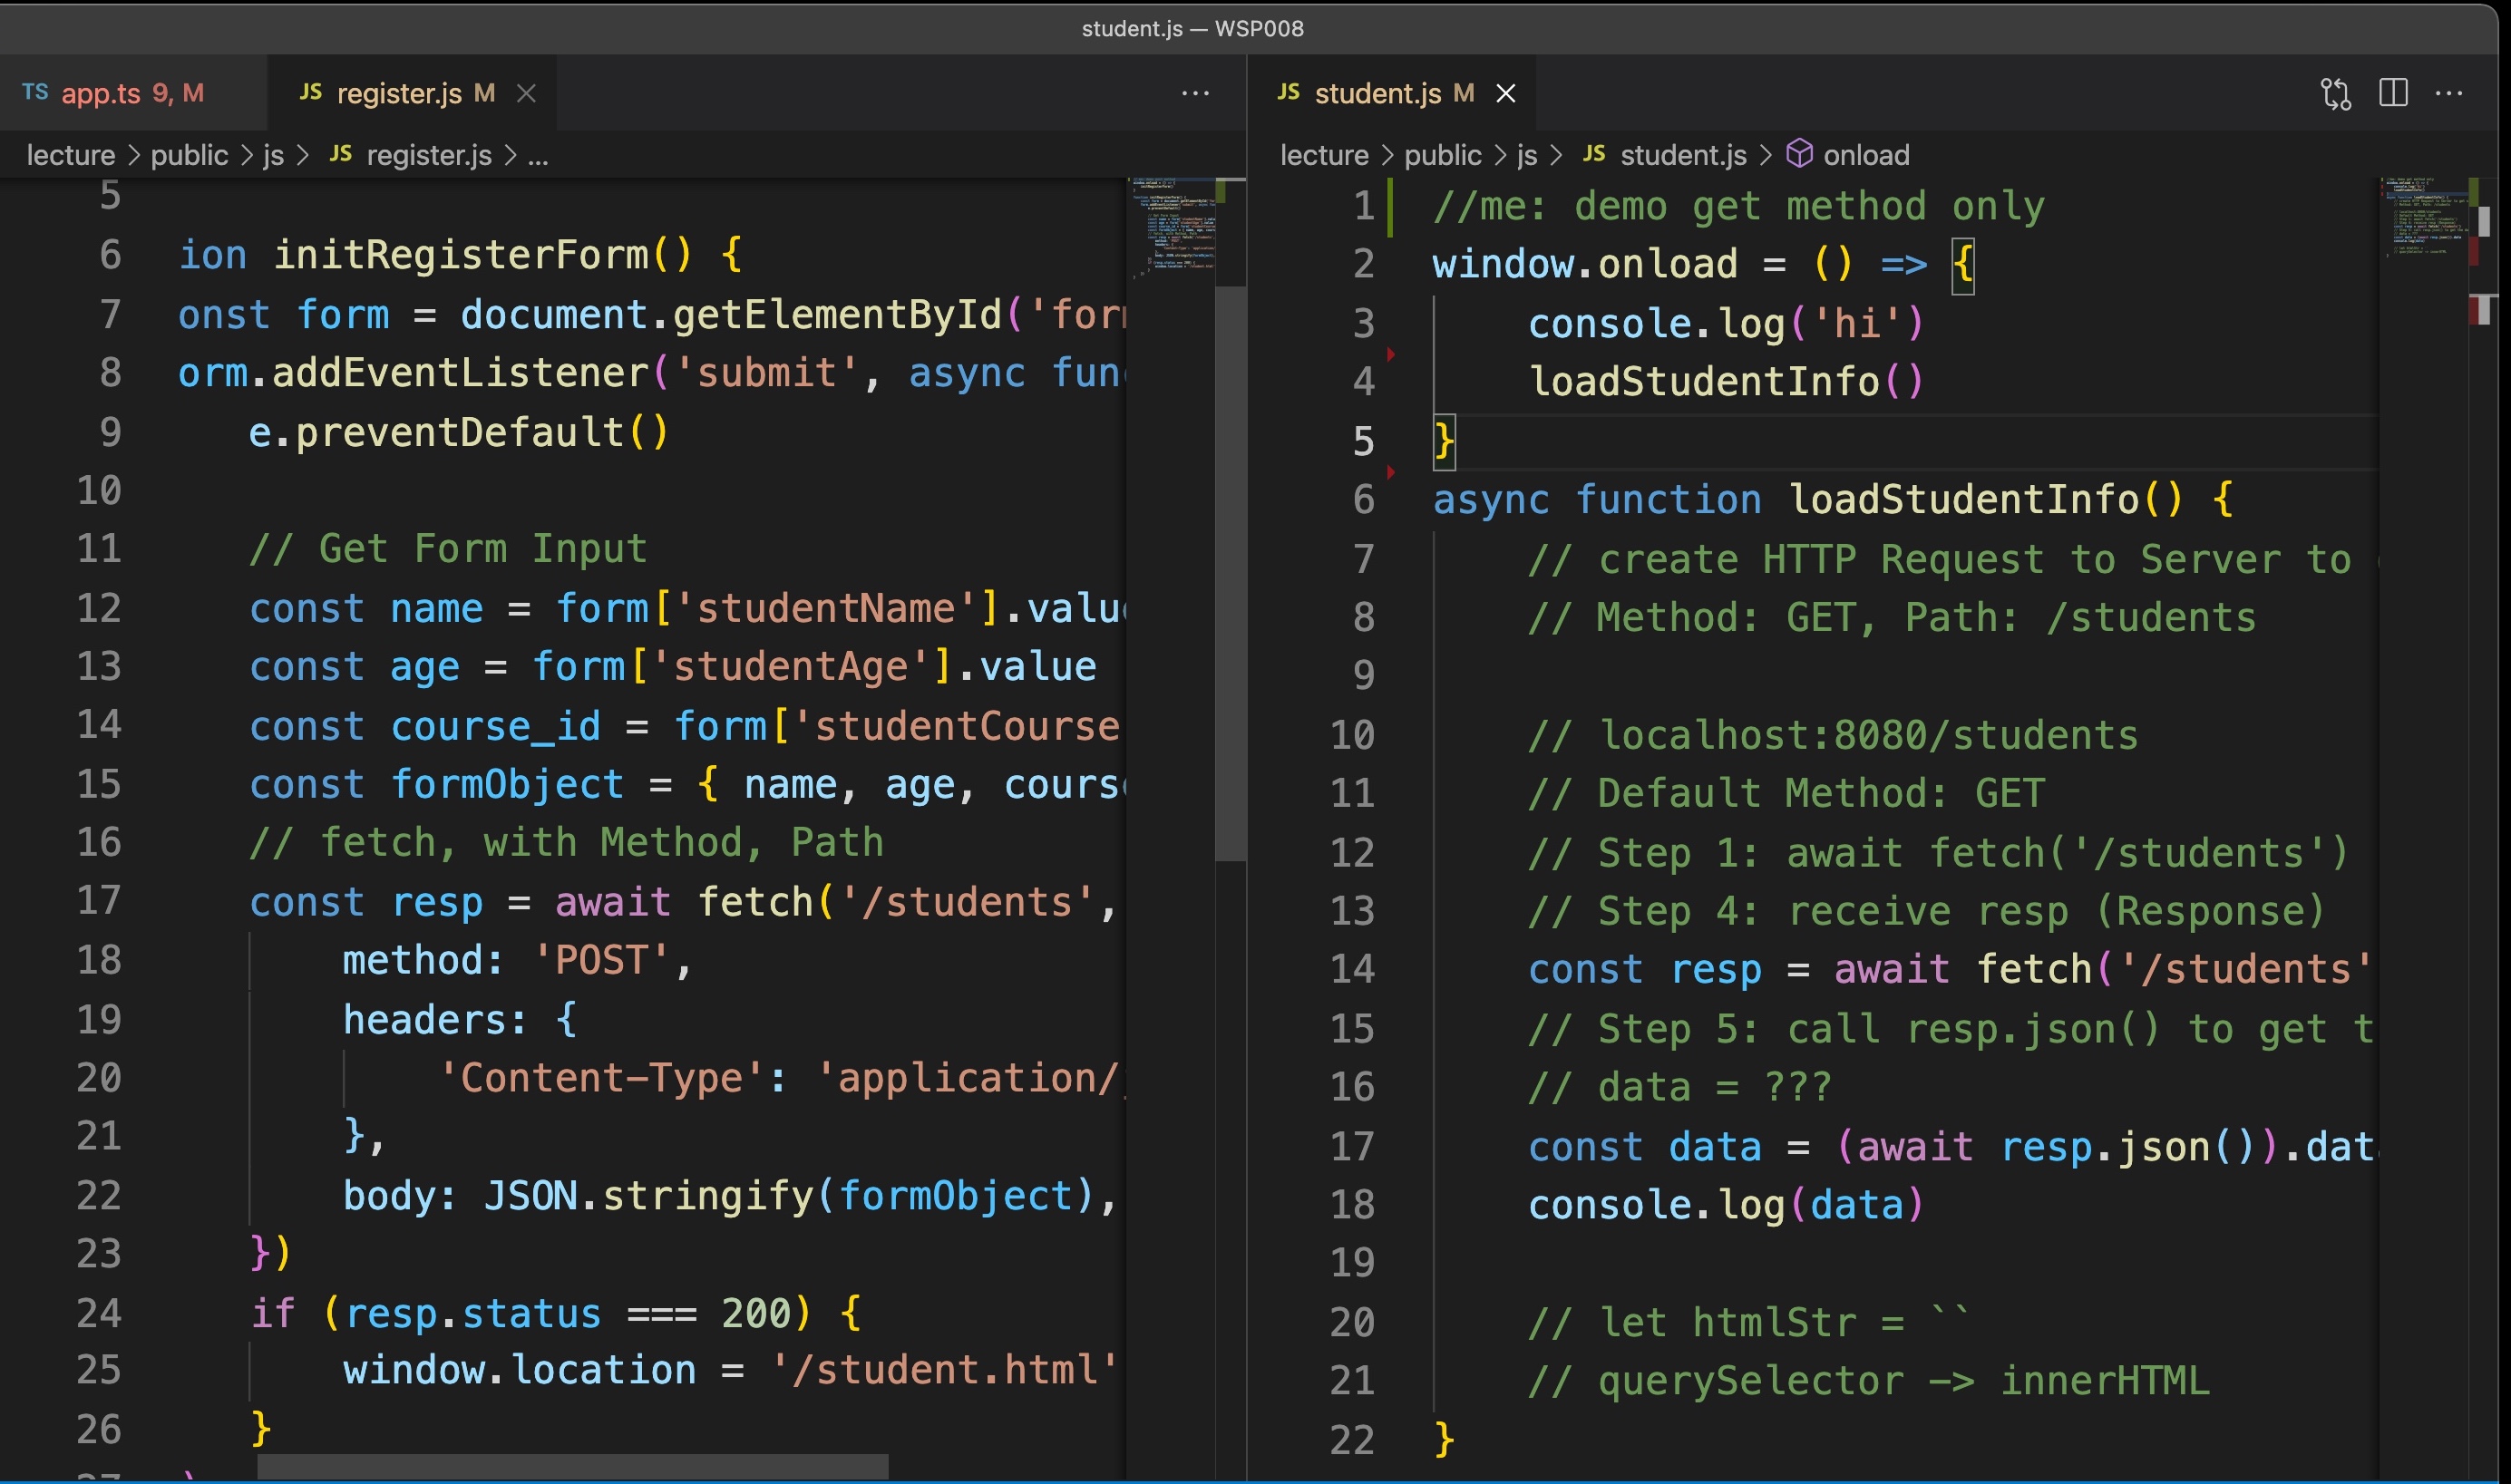 student.js — WSP008
TS app.ts 9, M
JS register.js M
lecture > public > js > JS register.js > ...
5
6 ion initRegisterForm() {
7 onst form = document.getElementById('for
8 orm.addEventListener('submit', async fun
9 e.preventDefault()
10
11 // Get Form Input
12 const name = form['studentName'].valu
13 const age = form['studentAge'].value
14 const course_id = form['studentCourse
15 const formObject = { name, age, cours
16 // fetch, with Method, Path
17 const resp = await fetch('/students',
18 method: 'POST',
19 headers: {
20 'Content-Type': 'application/
21 },
22 body: JSON.stringify(formObject),
23 })
24 if (resp.status === 200) {
25 window.location = '/student.html'
26 }
JS student.js M
lecture > public > js > JS student.js > onload
1 //me: demo get method only
2 window.onload = () => {
3 console.log('hi')
4 loadStudentInfo()
5 }
6 async function loadStudentInfo() {
7 // create HTTP Request to Server to
8 // Method: GET, Path: /students
9
10 // localhost:8080/students
11 // Default Method: GET
12 // Step 1: await fetch('/students')
13 // Step 4: receive resp (Response)
14 const resp = await fetch('/students'
15 // Step 5: call resp.json() to get t
16 // data = ???
17 const data = (await resp.json()).dat
18 console.log(data)
19
20 // let htmlStr = ``
21 // querySelector -> innerHTML
22 }